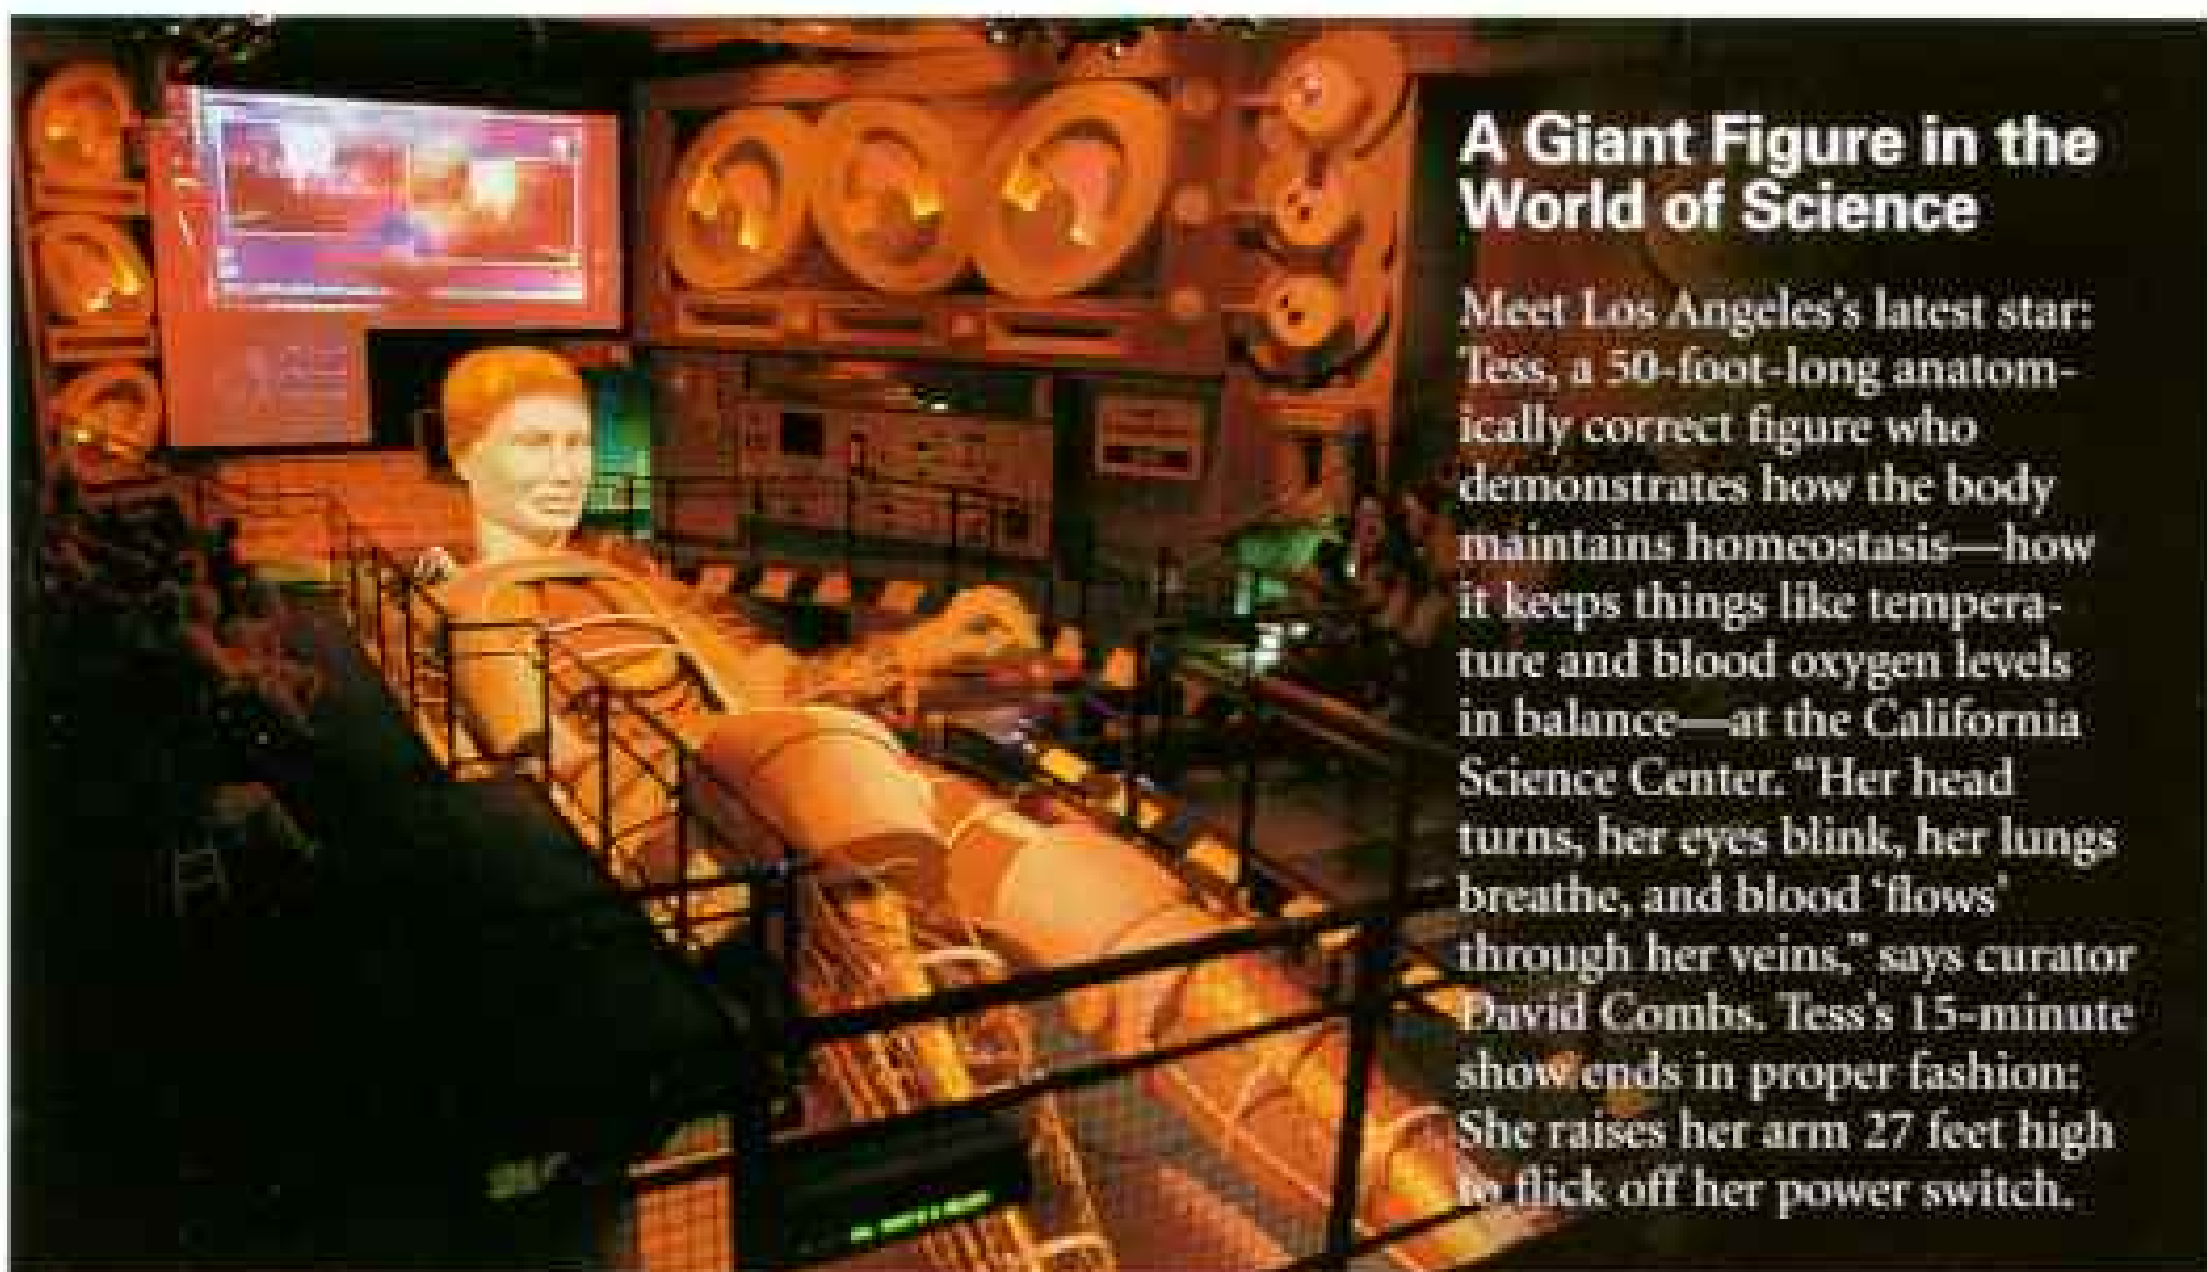 A Giant Figure in the
World of Science
Meet Los Angeles's latest star:
Tess, a 50-foot-long anatom-
ically correct figure who
demonstrates how the body
maintains homeostasis—how
it keeps things like tempera-
ture and blood oxygen levels
in balance—at the California
Science Center. “Her head
turns, her eyes blink, her lungs
breathe, and blood ‘flows’
through her veins,” says curator
David Combs. Tess's 15-minute
show ends in proper fashion:
She raises her arm 27 feet high
to flick off her power switch.